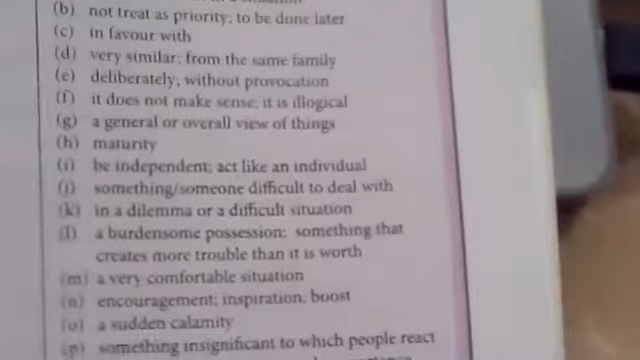 (b) not treat as priority; to be done later
(c) in favour with
(d) very similar; from the same family
(e) deliberately; without provocation
(f) it does not make sense; it is illogical
(g) a general or overall view of things
(h) maturity
(i) be independent; act like an individual
(j) something/someone difficult to deal with
(k) in a dilemma or a difficult situation
(l) a burdensome possession; something that
creates more trouble than it is worth
(m) a very comfortable situation
(n) encouragement; inspiration, boost
(o) a sudden calamity
(p) something insignificant to which people react